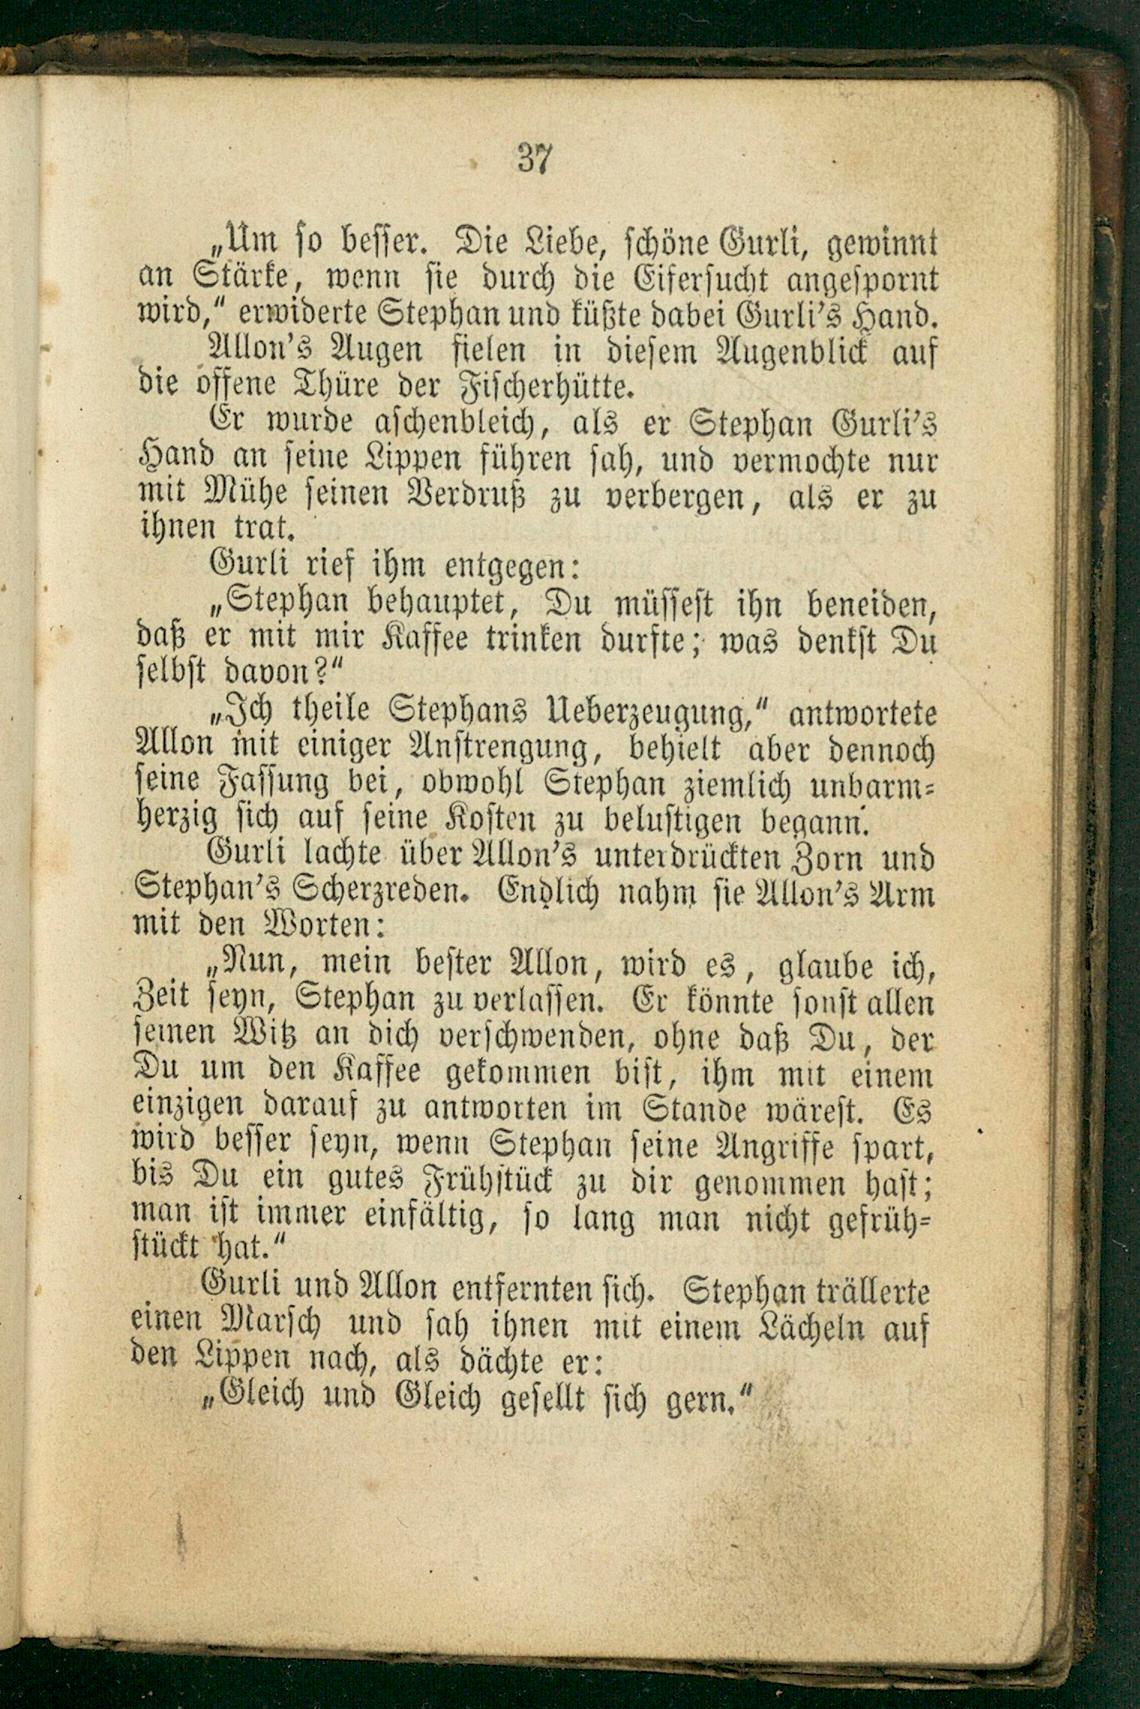 37
„Um so besser. Die Liebe, schöne Gurli, gewinnt
an Stärke, wenn sie durch die Eifersucht angespornt
wird,“ erwiderte Stephan und küßte dabei Gurli's Hand.
Allon's Augen fielen in diesem Augenblick auf
die offene Thüre der Fischerhütte.
Er wurde aschenbleich, als er Stephan Gurli's
Hand an seine Lippen führen sah, und vermochte nur
mit Mühe seinen Verdruß zu verbergen, als er zu
ihnen trat.
Gurli rief ihm entgegen:
„Stephan behauptet, Du müssest ihn beneiden,
daß er mit mir Kaffee trinken durfte; was denkst Du
selbst davon?“
„Ich theile Stephans Ueberzeugung,“ antwortete
Allon mit einiger Anstrengung, behielt aber dennoch
seine Fassung bei, obwohl Stephan ziemlich unbarm-
herzig sich auf seine Kosten zu belustigen begann.
Gurli lachte über Allon's unterdrückten Zorn und
Stephan's Scherzreden. Endlich nahm sie Allon's Arm
mit den Worten:
„Nun, mein bester Allon, wird es, glaube ich,
Zeit seyn, Stephan zu verlassen. Er könnte sonst allen
seinen Witz an dich verschwenden, ohne daß Du, der
Du um den Kaffee gekommen bist, ihm mit einem
einzigen darauf zu antworten im Stande wärest. Es
wird besser seyn, wenn Stephan seine Angriffe spart,
bis Du ein gutes Frühstück zu dir genommen hast;
man ist immer einfältig, so lang man nicht gefrüh-
stückt hat.“
Gurli und Allon entfernten sich. Stephan trällerte
einen Marsch und sah ihnen mit einem Lächeln auf
den Lippen nach, als dächte er:
„Gleich und Gleich gesellt sich gern.“